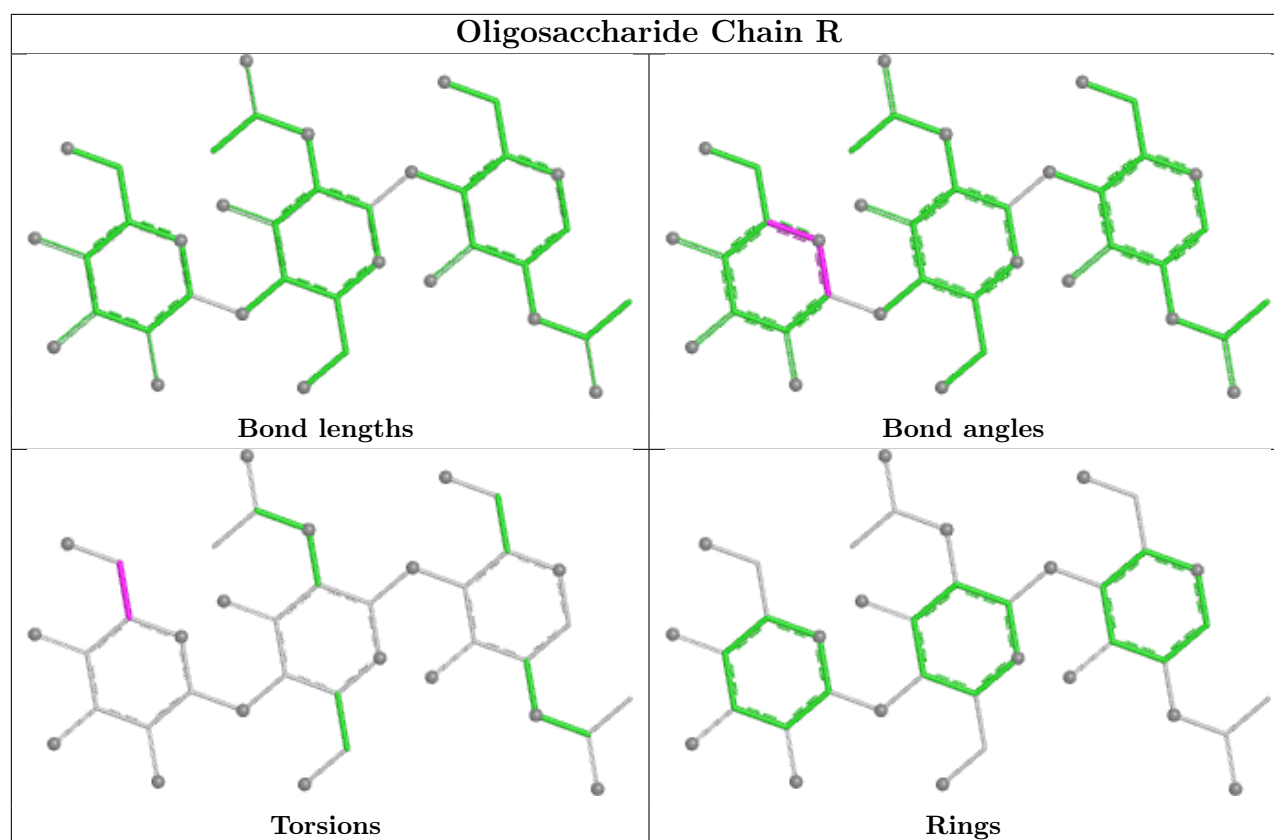 Oligosaccharide Chain R
Bond lengths
Bond angles
Torsions
Rings